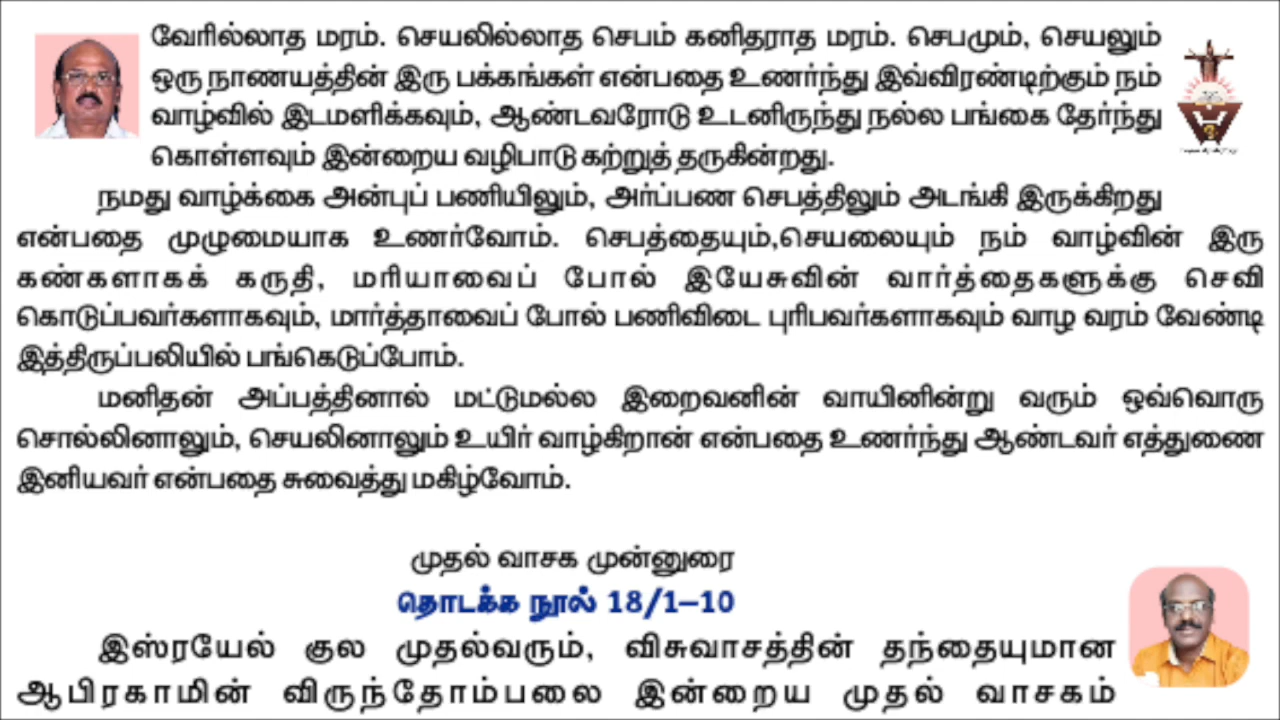 வேரில்லாத மரம். செயலில்லாத செபம் கனிதராத மரம். செபமும், செயலும்
ஒரு நாணயத்தின் இரு பக்கங்கள் என்பதை உணர்ந்து இவ்விரண்டிற்கும் நம்
வாழ்வில் இடமளிக்கவும், ஆண்டவரோடு உடனிருந்து நல்ல பங்கை தேர்ந்து
கொள்ளவும் இன்றைய வழிபாடு கற்றுத் தருகின்றது.
நமது வாழ்க்கை அன்புப் பணியிலும், அர்ப்பண செபத்திலும் அடங்கி இருக்கிறது
என்பதை முழுமையாக உணர்வோம். செபத்தையும்,செயலையும் நம் வாழ்வின் இரு
கண்களாகக் கருதி, மரியாவைப் போல் இயேசுவின் வார்த்தைகளுக்கு செவி
கொடுப்பவர்களாகவும், மார்த்தாவைப் போல் பணிவிடை புரிபவர்களாகவும் வாழ வரம் வேண்டி
இத்திருப்பலியில் பங்கெடுப்போம்.
மனிதன் அப்பத்தினால் மட்டுமல்ல இறைவனின் வாயினின்று வரும் ஒவ்வொரு
சொல்லினாலும், செயலினாலும் உயிர் வாழ்கிறான் என்பதை உணர்ந்து ஆண்டவர் எத்துணை
இனியவர் என்பதை சுவைத்து மகிழ்வோம்.
முதல் வாசக முன்னுரை
தொடக்க நூல் 18/1–10
இஸ்ரயேல் குல முதல்வரும், விசுவாசத்தின் தந்தையுமான
ஆபிரகாமின் விருந்தோம்பலை இன்றைய முதல் வாசகம்